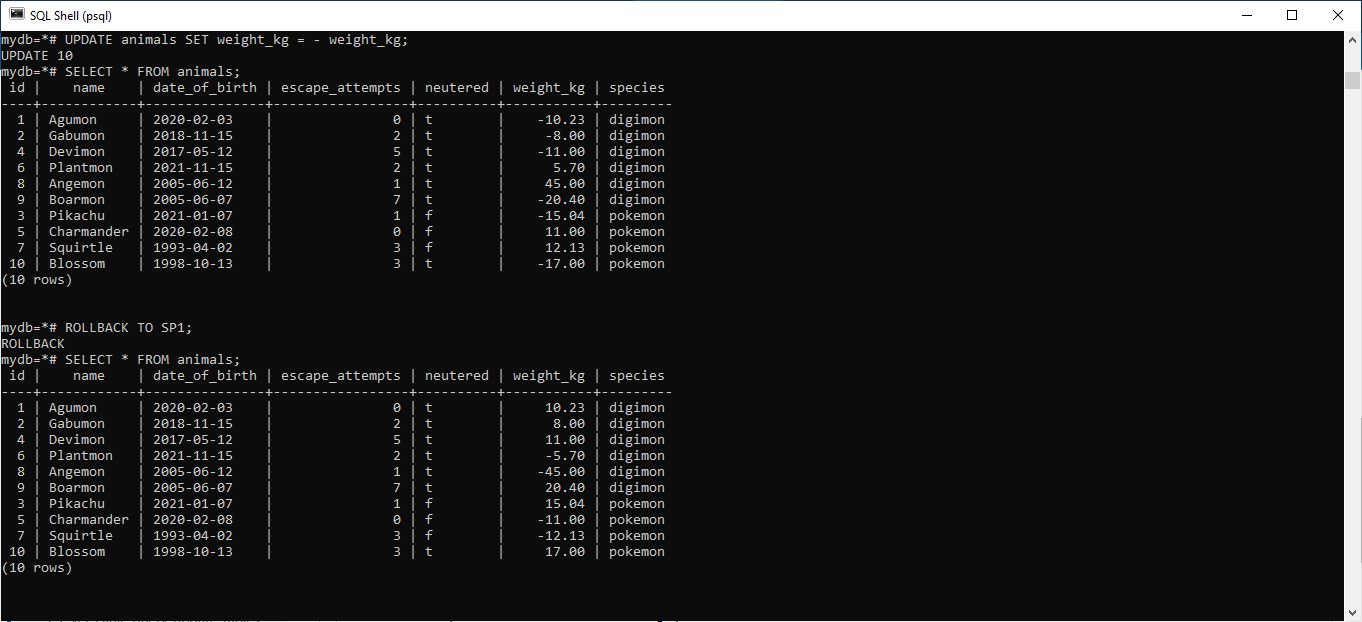 SQL Shell (psql)
mydb=*# UPDATE animals SET weight_kg = - weight_kg;
UPDATE 10
mydb=*# SELECT * FROM animals;
 id |    name    | date_of_birth | escape_attempts | neutered | weight_kg | species
----+------------+---------------+-----------------+----------+-----------+---------
  1 | Agumon     | 2020-02-03    |               0 | t        |    -10.23 | digimon
  2 | Gabumon    | 2018-11-15    |               2 | t        |     -8.00 | digimon
  4 | Devimon    | 2017-05-12    |               5 | t        |    -11.00 | digimon
  6 | Plantmon   | 2021-11-15    |               2 | t        |      5.70 | digimon
  8 | Angemon    | 2005-06-12    |               1 | t        |     45.00 | digimon
  9 | Boarmon    | 2005-06-07    |               7 | t        |    -20.40 | digimon
  3 | Pikachu    | 2021-01-07    |               1 | f        |    -15.04 | pokemon
  5 | Charmander | 2020-02-08    |               0 | f        |     11.00 | pokemon
  7 | Squirtle   | 1993-04-02    |               3 | f        |     12.13 | pokemon
 10 | Blossom    | 1998-10-13    |               3 | t        |    -17.00 | pokemon
(10 rows)
mydb=*# ROLLBACK TO SP1;
ROLLBACK
mydb=*# SELECT * FROM animals;
 id |    name    | date_of_birth | escape_attempts | neutered | weight_kg | species
----+------------+---------------+-----------------+----------+-----------+---------
  1 | Agumon     | 2020-02-03    |               0 | t        |     10.23 | digimon
  2 | Gabumon    | 2018-11-15    |               2 | t        |      8.00 | digimon
  4 | Devimon    | 2017-05-12    |               5 | t        |     11.00 | digimon
  6 | Plantmon   | 2021-11-15    |               2 | t        |     -5.70 | digimon
  8 | Angemon    | 2005-06-12    |               1 | t        |    -45.00 | digimon
  9 | Boarmon    | 2005-06-07    |               7 | t        |     20.40 | digimon
  3 | Pikachu    | 2021-01-07    |               1 | f        |     15.04 | pokemon
  5 | Charmander | 2020-02-08    |               0 | f        |    -11.00 | pokemon
  7 | Squirtle   | 1993-04-02    |               3 | f        |    -12.13 | pokemon
 10 | Blossom    | 1998-10-13    |               3 | t        |     17.00 | pokemon
(10 rows)